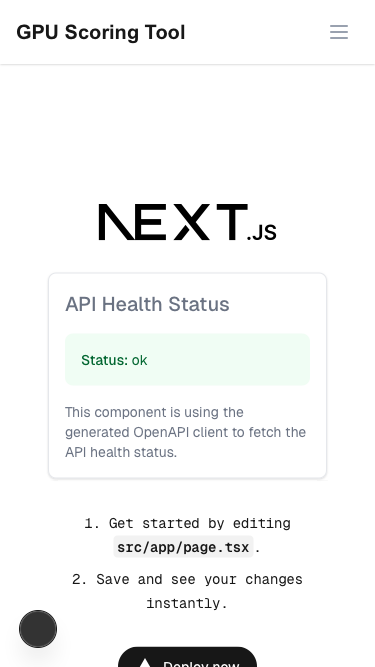 GPU Scoring Tool
NEXT.JS
API Health Status
Status: ok
This component is using the
generated OpenAPI client to fetch the
API health status.
1. Get started by editing
src/app/page.tsx.
2. Save and see your changes
instantly.
Deploy now